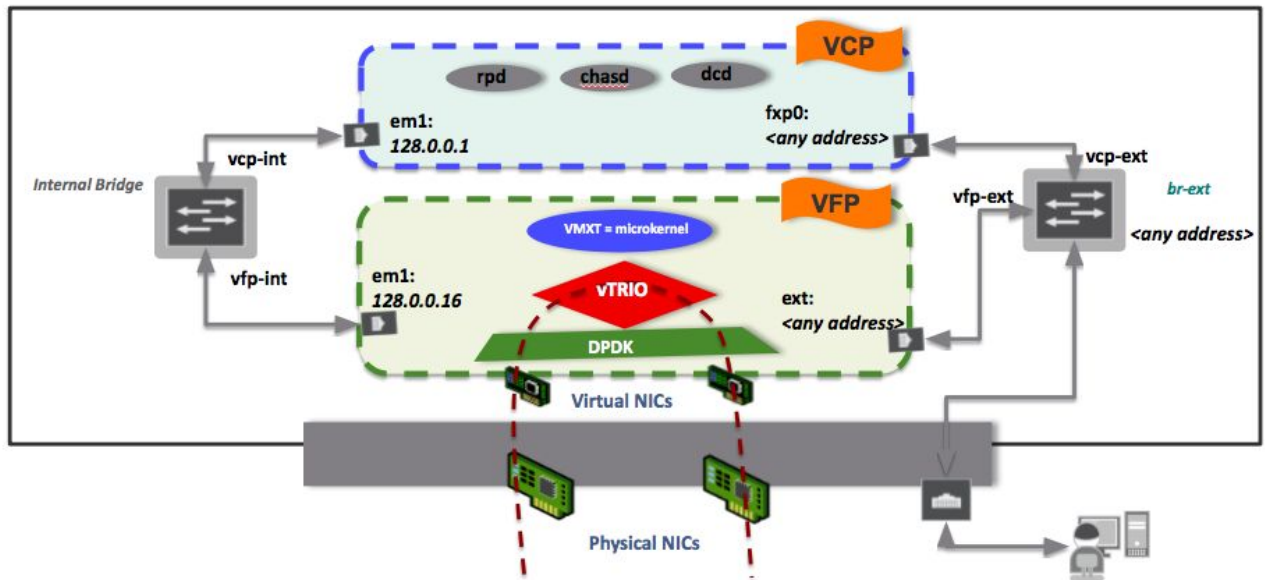 VCP
rpd
chasd
dcd
em1:
128.0.0.1
fxp0:
<any address>
vcp-int
vcp-ext
Internal Bridge
br-ext
VFP
vfp-ext
<any address>
VMXT = microkernel
vfp-int
em1:
128.0.0.16
vTRIO
ext:
<any address>
DPDK
Virtual NICs
Physical NICs